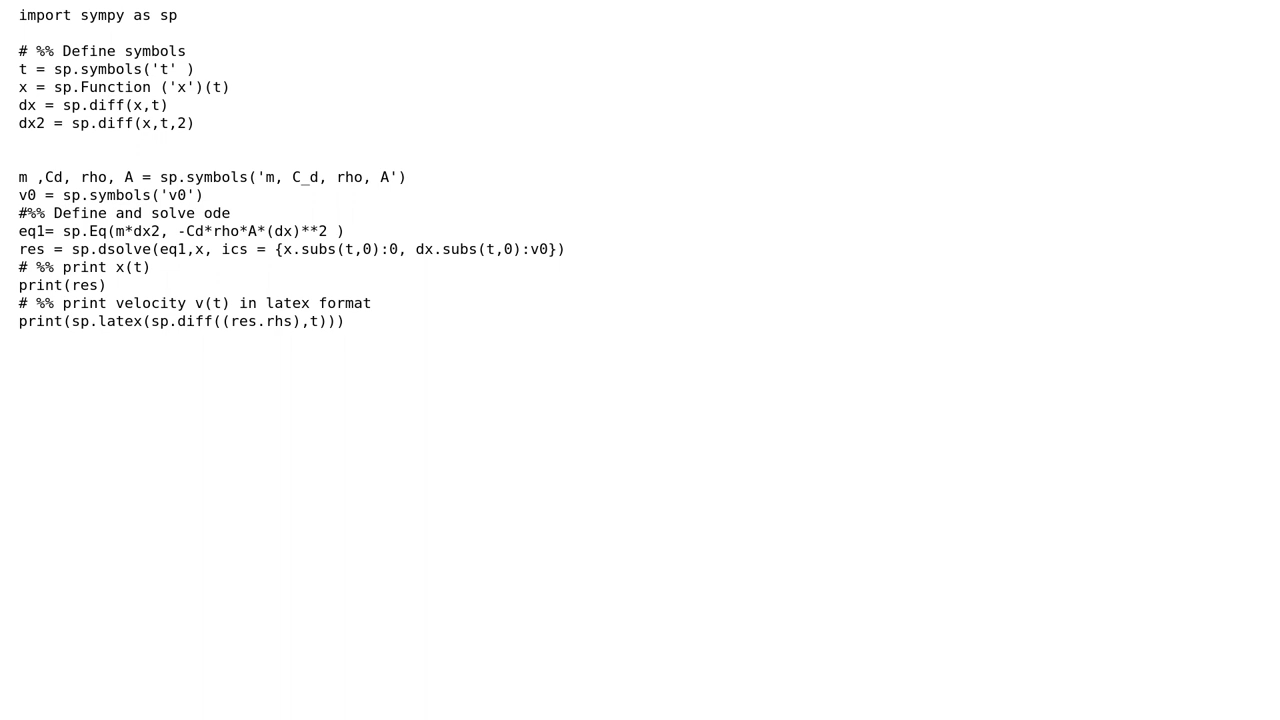 import sympy as sp
# %% Define symbols
t = sp.symbols('t' )
x = sp.Function ('x')(t)
dx = sp.diff(x,t)
dx2 = sp.diff(x,t,2)
m ,Cd, rho, A = sp.symbols('m, C_d, rho, A')
v0 = sp.symbols('v0')
#%% Define and solve ode
eq1= sp.Eq(m*dx2, -Cd*rho*A*(dx)**2 )
res = sp.dsolve(eq1,x, ics = {x.subs(t,0):0, dx.subs(t,0):v0})
# %% print x(t)
print(res)
# %% print velocity v(t) in latex format
print(sp.latex(sp.diff((res.rhs),t)))